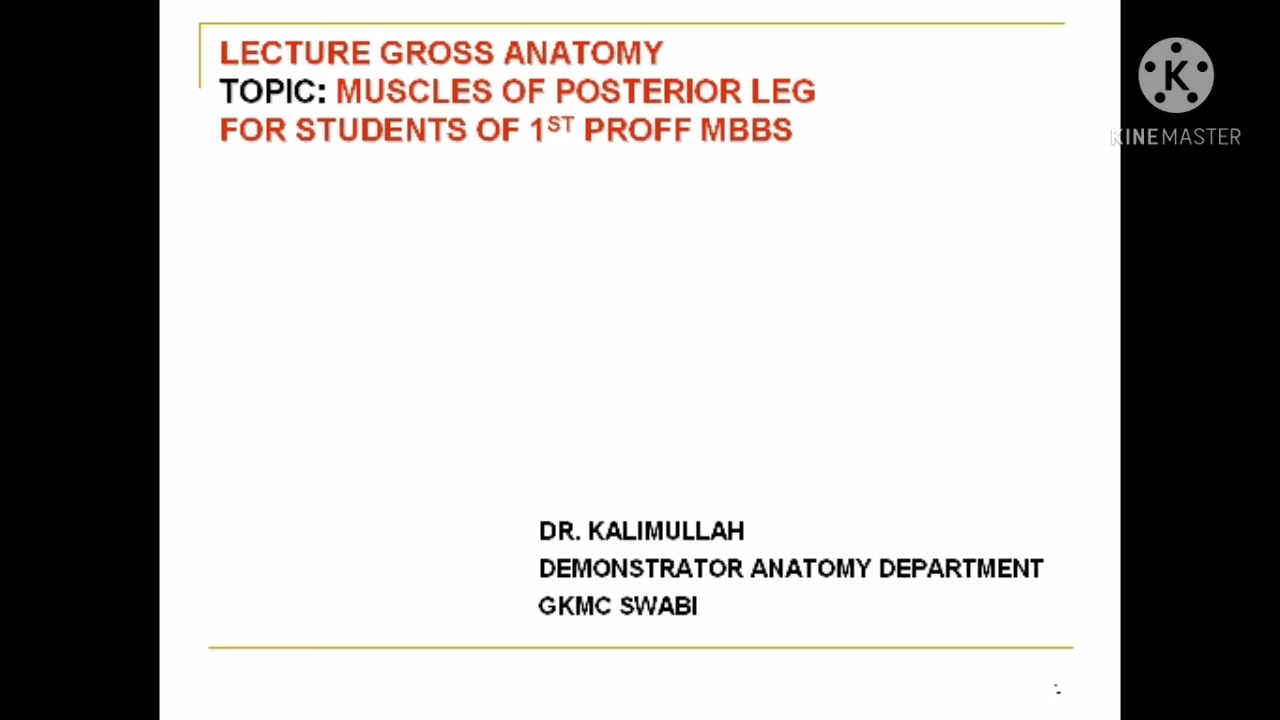 LECTURE GROSS ANATOMY
TOPIC: MUSCLES OF POSTERIOR LEG
FOR STUDENTS OF 1ST PROFF MBBS
K
KINEMASTER
DR. KALIMULLAH
DEMONSTRATOR ANATOMY DEPARTMENT
GKMC SWABI